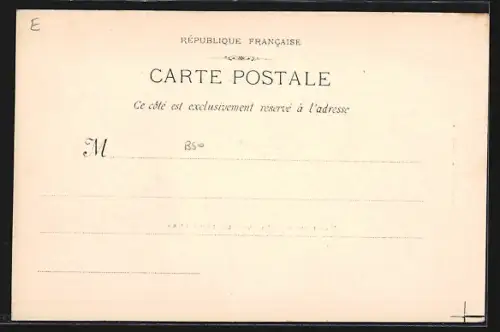 E
RÉPUBLIQUE FRANÇAISE
CARTE POSTALE
Ce côté est exclusivement reservé à l'adresse
M